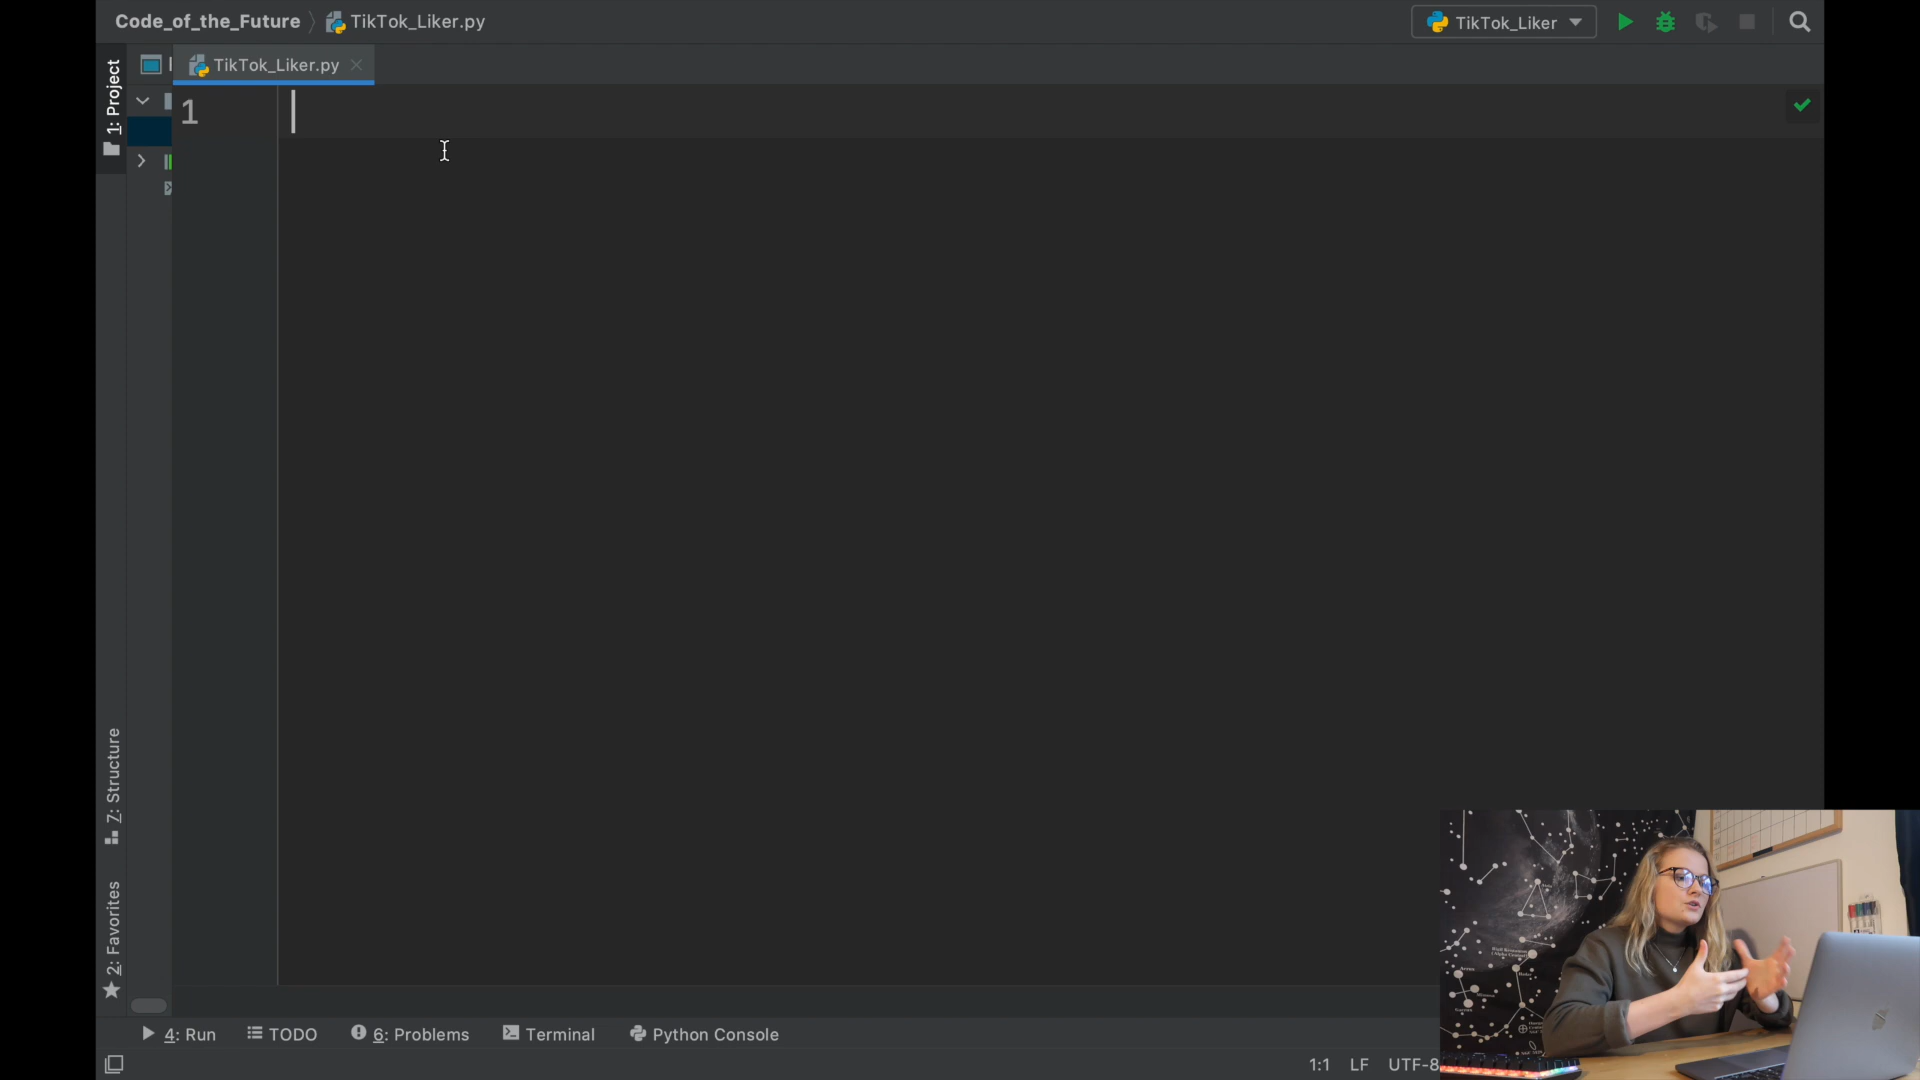 Code_of_the_Future
TikTok_Liker.py
TikTok_Liker
1: Project
TikTok_Liker.py
1
Z: Structure
2: Favorites
4: Run
TODO
6: Problems
Terminal
Python Console
1:1
LF
UTF-8